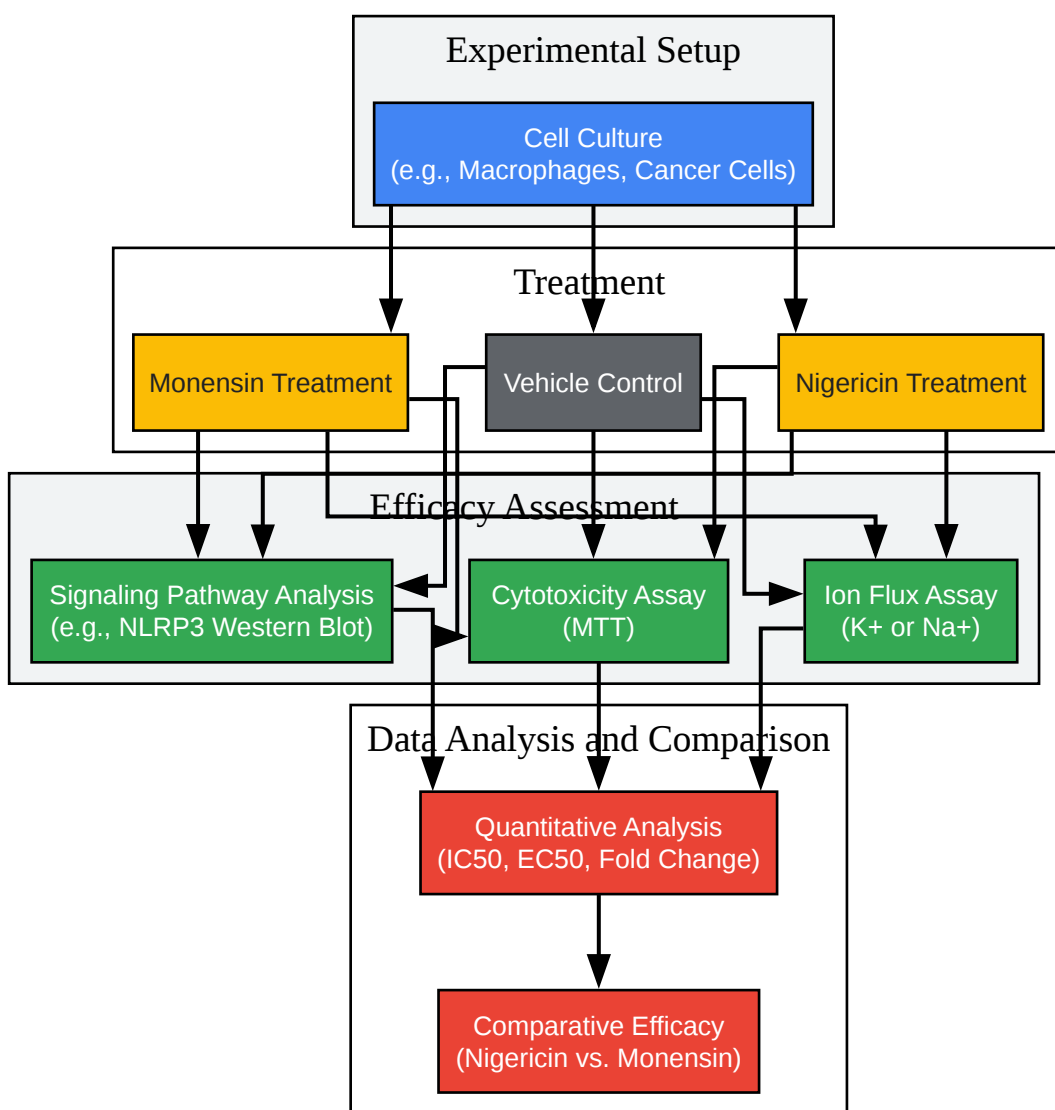 Experimental Setup
Cell Culture
(e.g., Macrophages, Cancer Cells)
Treatment
Monensin Treatment
Vehicle Control
Nigericin Treatment
Efficacy Assessment
Signaling Pathway Analysis
(e.g., NLRP3 Western Blot)
Cytotoxicity Assay
(MTT)
Ion Flux Assay
(K+ or Na+)
Data Analysis and Comparison
Quantitative Analysis
(IC50, EC50, Fold Change)
Comparative Efficacy
(Nigericin vs. Monensin)